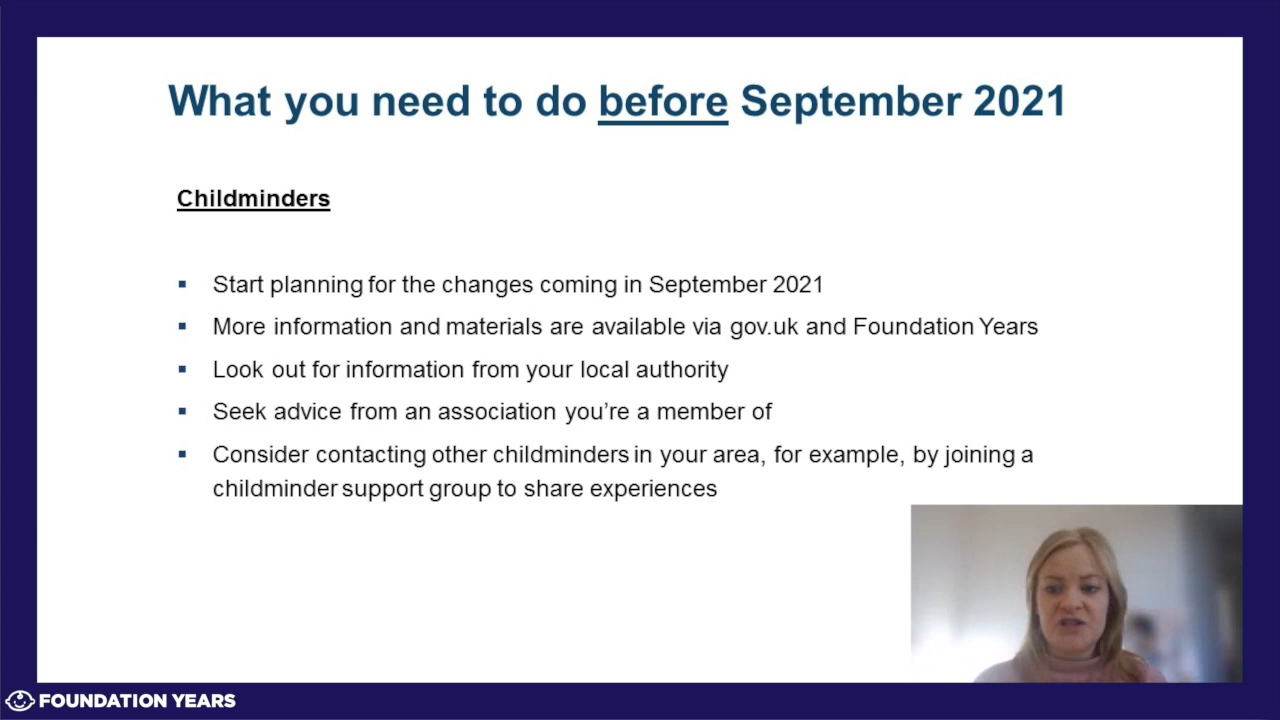 What you need to do before September 2021
Childminders
▪ Start planning for the changes coming in September 2021
▪ More information and materials are available via gov.uk and Foundation Years
▪ Look out for information from your local authority
▪ Seek advice from an association you’re a member of
▪ Consider contacting other childminders in your area, for example, by joining a
childminder support group to share experiences
FOUNDATION YEARS